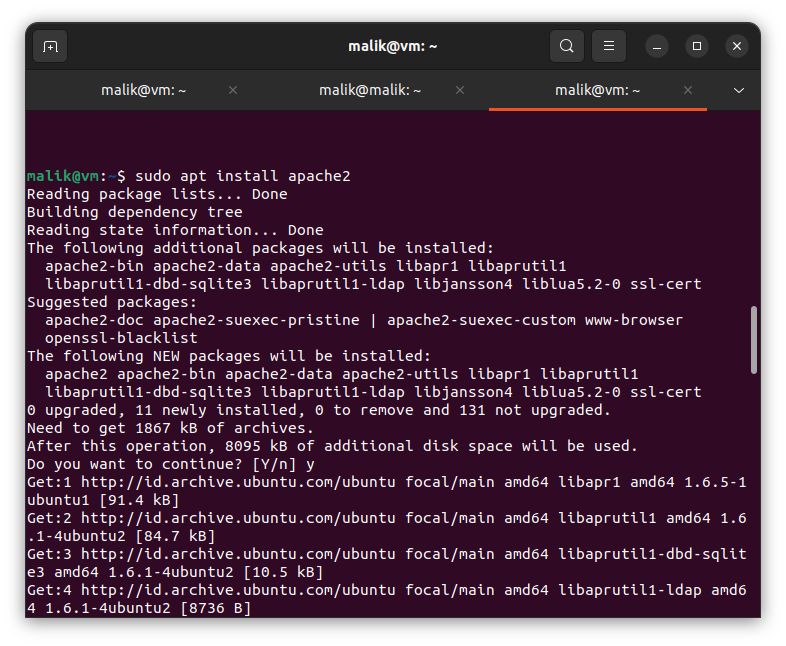 malik@vm: ~
malik@vm: ~
malik@malik: ~
malik@vm: ~
malik@vm:~$ sudo apt install apache2
Reading package lists... Done
Building dependency tree
Reading state information... Done
The following additional packages will be installed:
  apache2-bin apache2-data apache2-utils libapr1 libaprutil1
  libaprutil1-dbd-sqlite3 libaprutil1-ldap libjansson4 liblua5.2-0 ssl-cert
Suggested packages:
  apache2-doc apache2-suexec-pristine | apache2-suexec-custom www-browser
  openssl-blacklist
The following NEW packages will be installed:
  apache2 apache2-bin apache2-data apache2-utils libapr1 libaprutil1
  libaprutil1-dbd-sqlite3 libaprutil1-ldap libjansson4 liblua5.2-0 ssl-cert
0 upgraded, 11 newly installed, 0 to remove and 131 not upgraded.
Need to get 1867 kB of archives.
After this operation, 8095 kB of additional disk space will be used.
Do you want to continue? [Y/n] y
Get:1 http://id.archive.ubuntu.com/ubuntu focal/main amd64 libapr1 amd64 1.6.5-1
ubuntu1 [91.4 kB]
Get:2 http://id.archive.ubuntu.com/ubuntu focal/main amd64 libaprutil1 amd64 1.6
.1-4ubuntu2 [84.7 kB]
Get:3 http://id.archive.ubuntu.com/ubuntu focal/main amd64 libaprutil1-dbd-sqlit
e3 amd64 1.6.1-4ubuntu2 [10.5 kB]
Get:4 http://id.archive.ubuntu.com/ubuntu focal/main amd64 libaprutil1-ldap amd6
4 1.6.1-4ubuntu2 [8736 B]